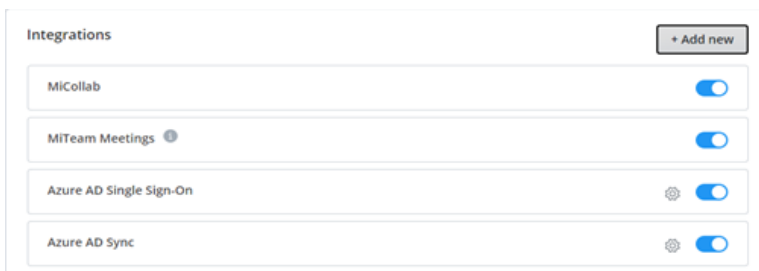 Integrations
+ Add new
MiCollab
MiTeam Meetings
Azure AD Single Sign-On
Azure AD Sync